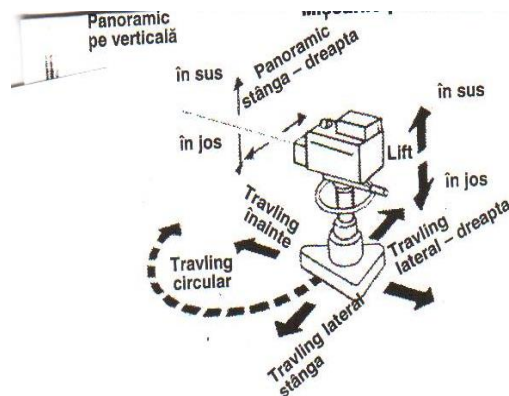 Panoramic
pe verticală
Panoramic
stânga – dreapta
în sus
în jos
în sus
Lift
în jos
Travling
înainte
Travling
circular
Travling
lateral – dreapta
Travling lateral
stânga